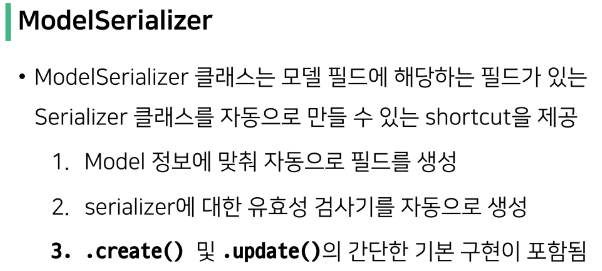 ModelSerializer
• ModelSerializer 클래스는 모델 필드에 해당하는 필드가 있는
Serializer 클래스를 자동으로 만들 수 있는 shortcut을 제공
1. Model 정보에 맞춰 자동으로 필드를 생성
2. serializer에 대한 유효성 검사기를 자동으로 생성
3. .create() 및 .update()의 간단한 기본 구현이 포함됨